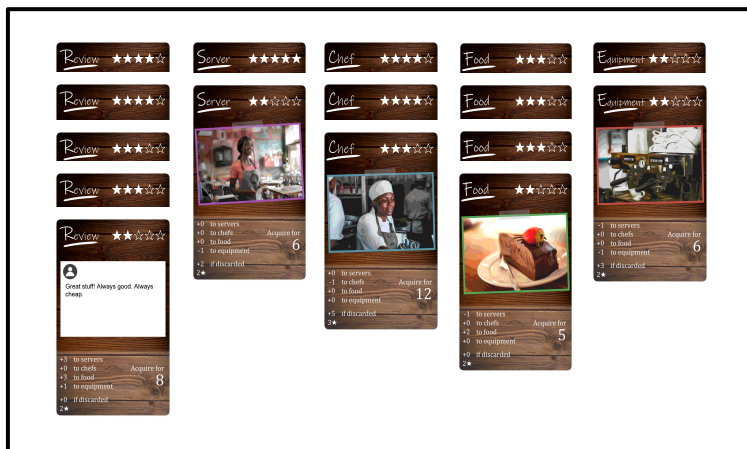 Review ★★★★☆
Review ★★★★☆
Review ★★★☆☆
Review ★★★☆☆
Review ★★☆☆☆
Great stuff! Always good. Always
cheap.
+3 to servers
+0 to chefs
+3 to food
+1 to equipment
Acquire for
8
+0 if discarded
2★
Server ★★★★★
Server ★★☆☆☆
+0 to servers
+0 to chefs
+0 to food
-1 to equipment
Acquire for
6
+2 if discarded
2★
Chef ★★★★☆
Chef ★★★★☆
Chef ★★★☆☆
+0 to servers
-1 to chefs
+0 to food
+0 to equipment
Acquire for
12
+5 if discarded
3★
Food ★★★☆☆
Food ★★★☆☆
Food ★★★☆☆
Food ★★☆☆☆
-1 to servers
+0 to chefs
+2 to food
+0 to equipment
Acquire for
5
+0 if discarded
2★
Equipment ★★☆☆☆
Equipment ★★☆☆☆
-1 to servers
+0 to chefs
+0 to food
-1 to equipment
Acquire for
6
+3 if discarded
2★